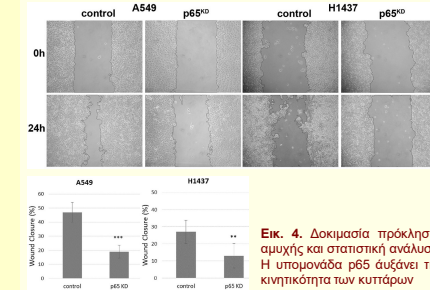 A549 H1437
control p65KD control p65KD
0h
24h
A549
Wound Closure (%)
60
50
40
30
20
10
0
***
control p65 KD
H1437
Wound Closure (%)
50
40
30
20
10
0
**
control p65 KD
Εικ. 4. Δοκιμασία πρόκλησ
αμυχής και στατιστική ανάλυσ
Η υπομονάδα p65 άυξάνει τ
κινητικότητα των κυττάρων